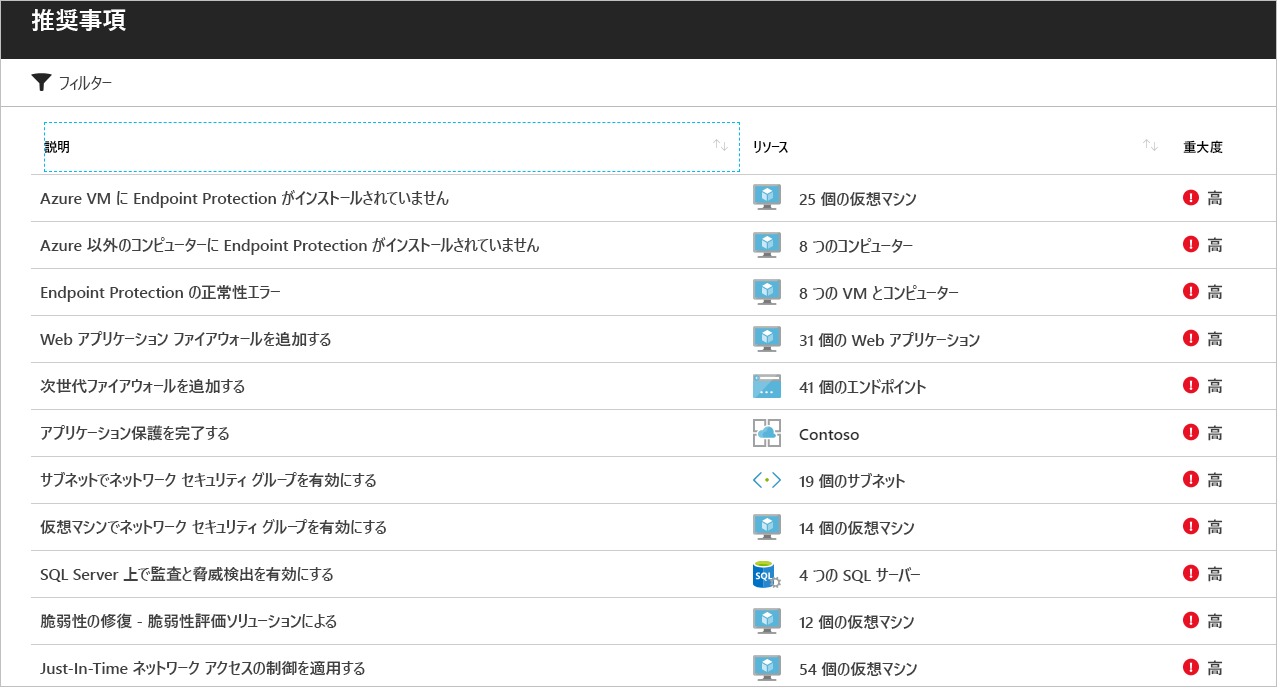 推奨事項
フィルター
説明 リソース 重大度
Azure VM に Endpoint Protection がインストールされていません 25 個の仮想マシン 高
Azure 以外のコンピューターに Endpoint Protection がインストールされていません 8 つのコンピューター 高
Endpoint Protection の正常性エラー 8 つの VM とコンピューター 高
Web アプリケーション ファイアウォールを追加する 31 個の Web アプリケーション 高
次世代ファイアウォールを追加する 41 個のエンドポイント 高
アプリケーション保護を完了する Contoso 高
サブネットでネットワーク セキュリティ グループを有効にする 19 個のサブネット 高
仮想マシンでネットワーク セキュリティ グループを有効にする 14 個の仮想マシン 高
SQL Server 上で監査と脅威検出を有効にする SQL 4 つの SQL サーバー 高
脆弱性の修復 - 脆弱性評価ソリューションによる 12 個の仮想マシン 高
Just-In-Time ネットワーク アクセスの制御を適用する 54 個の仮想マシン 高